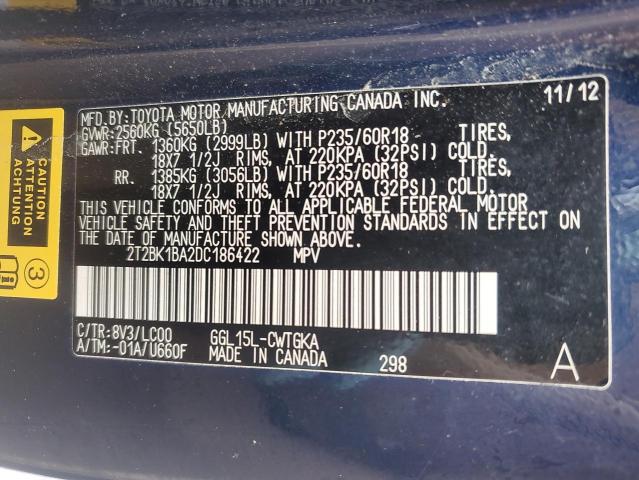 MFD.BY:TOYOTA MOTOR MANUFACTURING CANADA INC. 11/12
GVWR:2560KG (5650LB)
GAWR:FRT. 1360KG (2999LB) WITH P235/60R18 TIRES,
18X7 1/2J RIMS, AT 220KPA (32PSI) COLD.
RR. 1385KG (3056LB) WITH P235/60R18 TIRES,
18X7 1/2J RIMS, AT 220KPA (32PSI) COLD.
THIS VEHICLE CONFORMS TO ALL APPLICABLE FEDERAL MOTOR
VEHICLE SAFETY AND THEFT PREVENTION STANDARDS IN EFFECT ON
THE DATE OF MANUFACTURE SHOWN ABOVE.
2T2BK1BA2DC186422 MPV
C/TR:8V3/LC00 GGL15L-CWTGKA
A/TM:-01A/U660F MADE IN CANADA 298 A
CAUTION
ATTENTION
ACHTUNG
3